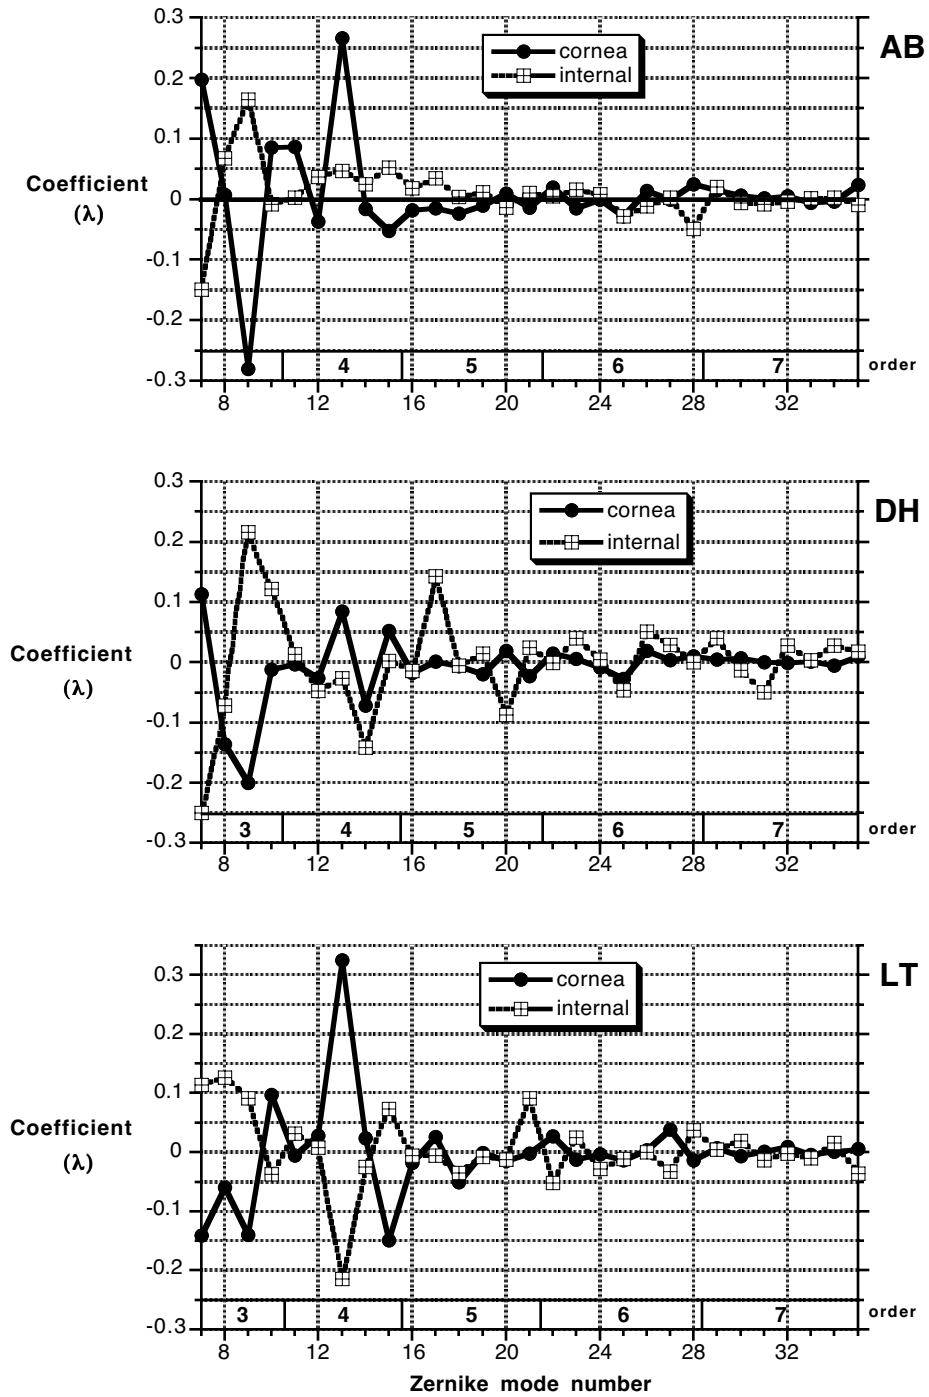 0.3
AB
cornea
internal
0.2
0.1
Coefficient
(λ)
0
-0.1
-0.2
-0.3
4 5 6 7 order
8 12 16 20 24 28 32
0.3
DH
cornea
internal
0.2
0.1
Coefficient
(λ)
0
-0.1
-0.2
-0.3
3 4 5 6 7 order
8 12 16 20 24 28 32
LT
0.3
cornea
internal
0.2
0.1
Coefficient
(λ)
0
-0.1
-0.2
-0.3
3 4 5 6 7 order
8 12 16 20 24 28 32
Zernike mode number